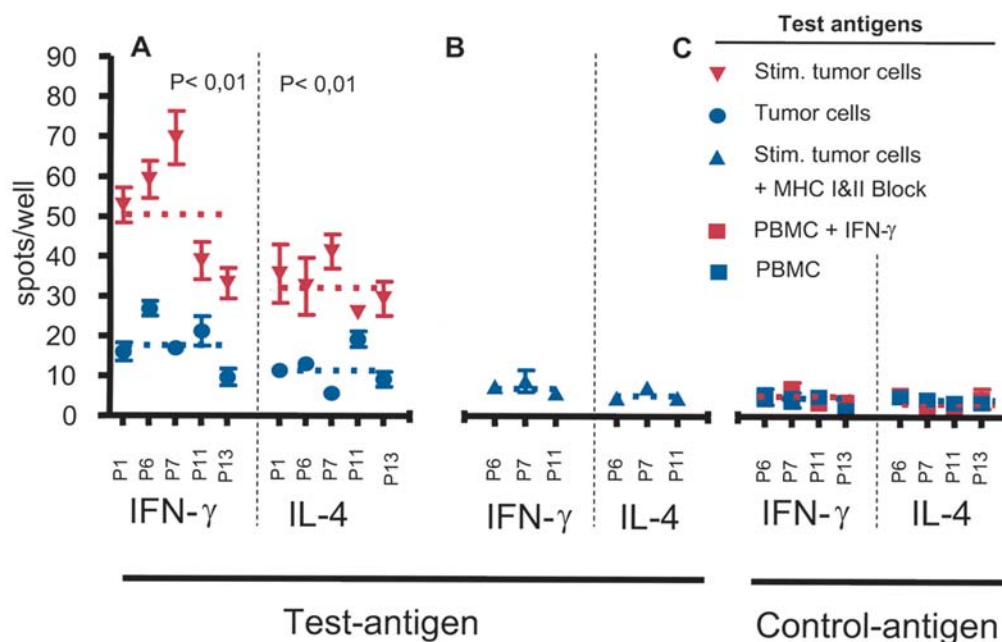 Test antigens
A
B
C
P< 0,01
P< 0,01
Stim. tumor cells
Tumor cells
Stim. tumor cells
+ MHC I&II Block
PBMC + IFN-γ
PBMC
spots/well
90
80
70
60
50
40
30
20
10
0
P1 P6 P7 P11 P13
P1 P6 P7 P11 P13
P6 P7 P11
P6 P7 P11
P6 P7 P11 P13
P6 P7 P11 P13
IFN-γ IL-4
IFN-γ IL-4
IFN-γ IL-4
Test-antigen
Control-antigen